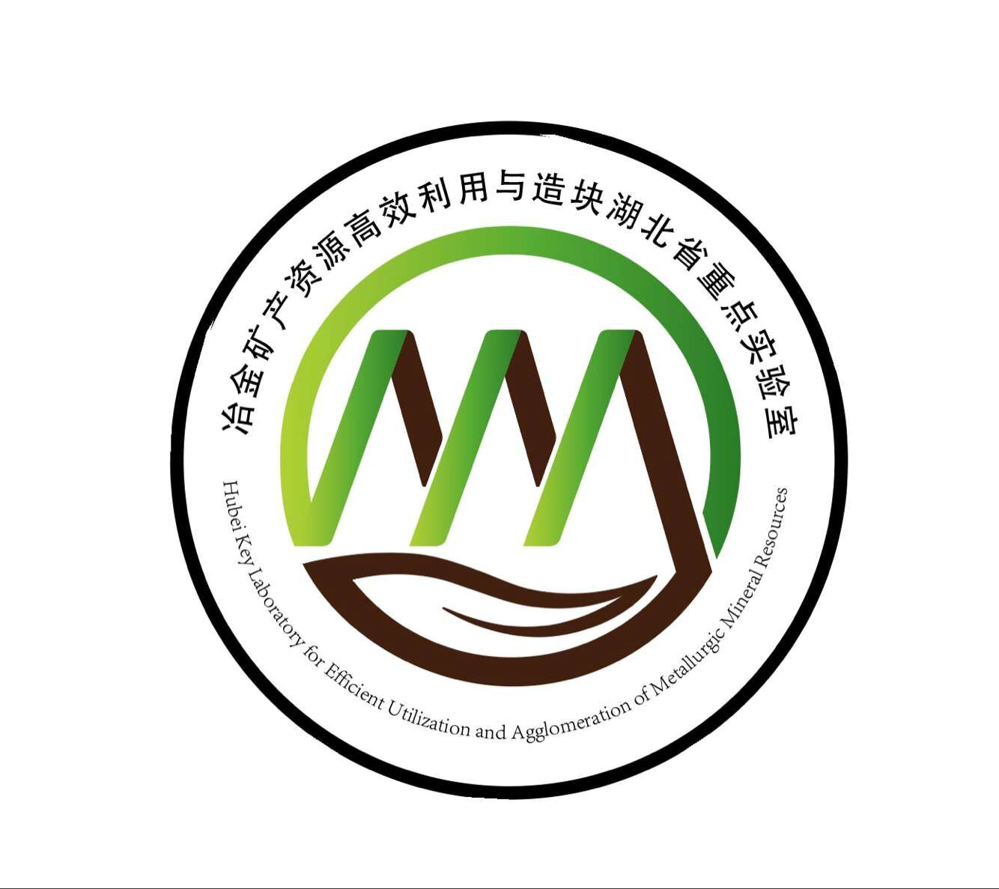 冶金矿产资源高效利用与造块湖北省重点实验室
Hubei Key Laboratory for Efficient Utilization and Agglomeration of Metallurgic Mineral Resources